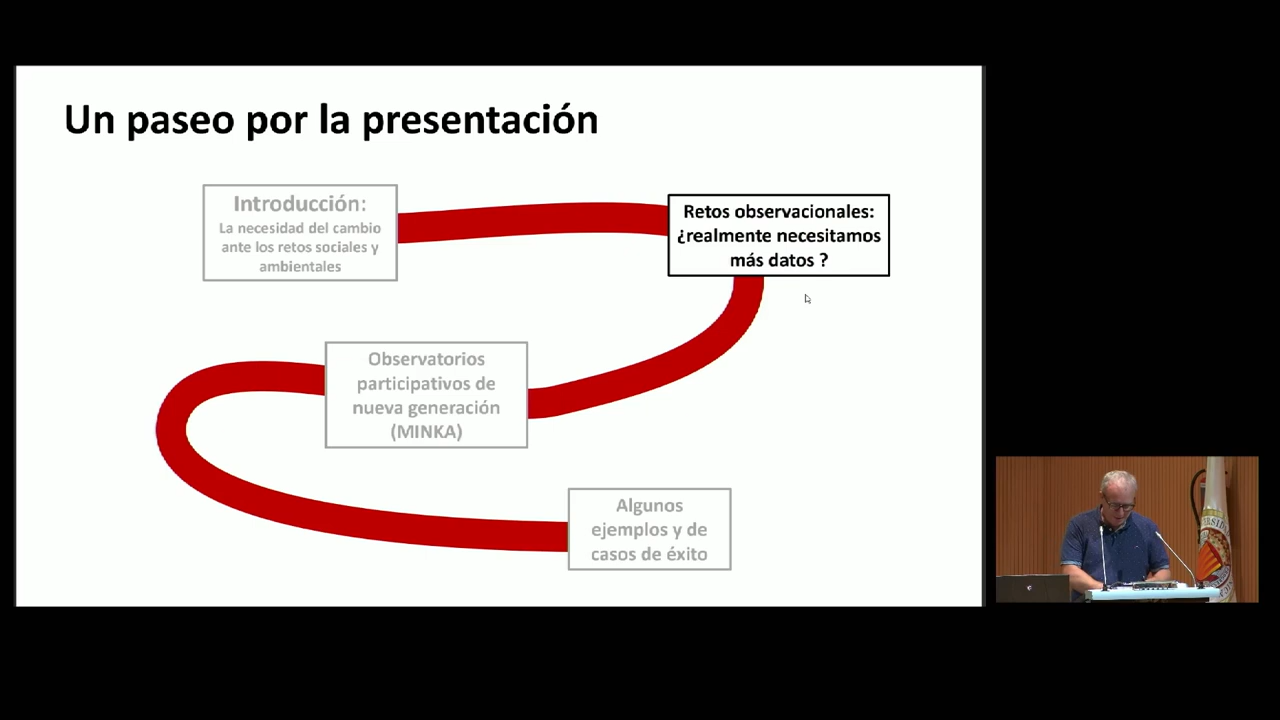 Un paseo por la presentación
Introducción:
La necesidad del cambio
ante los retos sociales y
ambientales
Retos observacionales:
¿realmente necesitamos
más datos ?
Observatorios
participativos de
nueva generación
(MINKA)
Algunos
ejemplos y de
casos de éxito